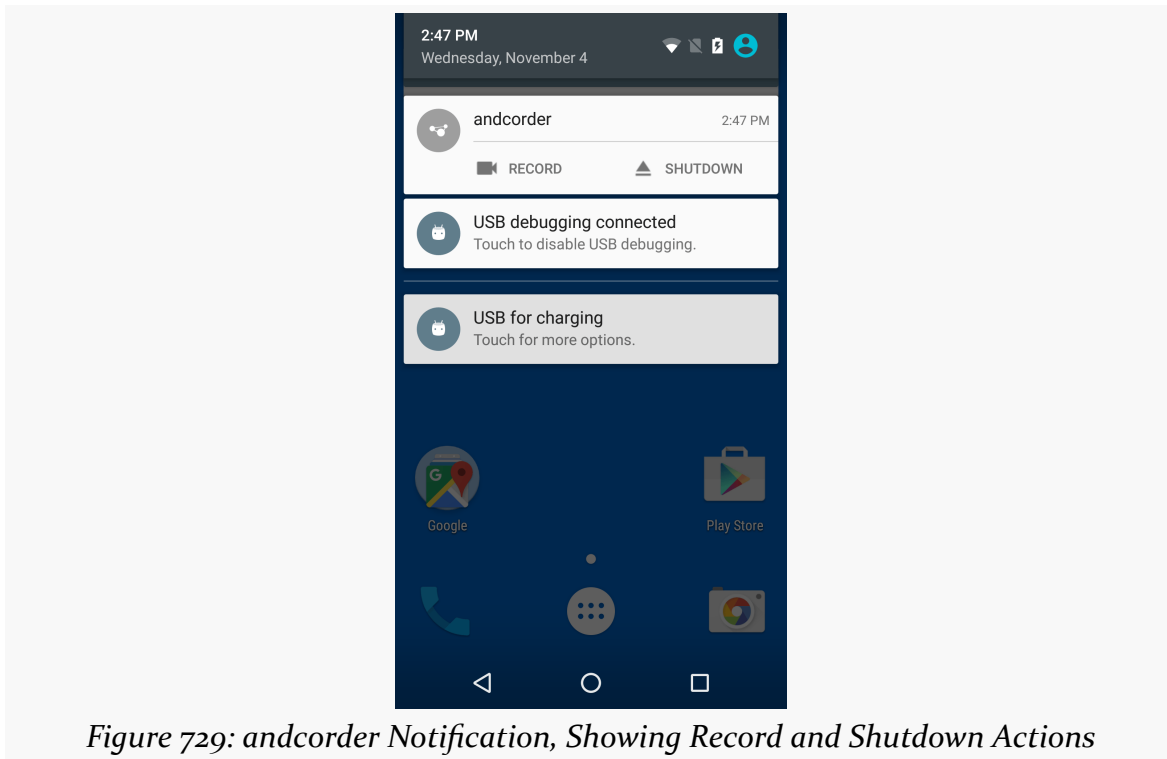 2:47 PM
Wednesday, November 4
andcorder
2:47 PM
RECORD
SHUTDOWN
USB debugging connected
Touch to disable USB debugging.
USB for charging
Touch for more options.
G
Google
Play Store
Figure 729: andcorder Notification, Showing Record and Shutdown Actions